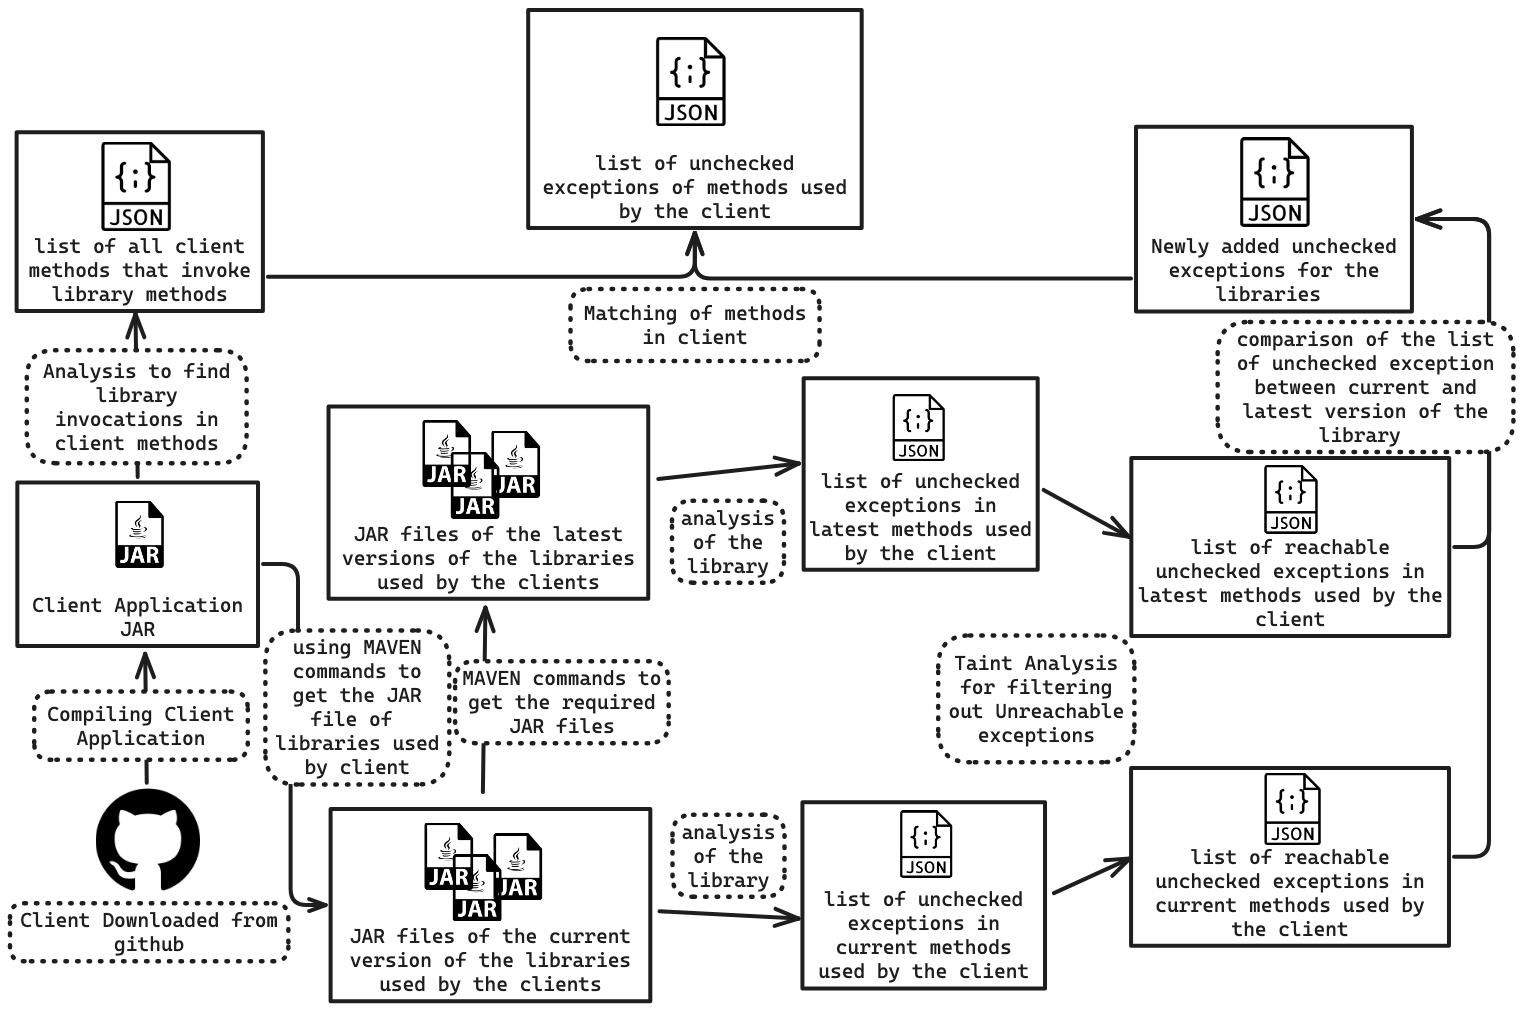 {;}
JSON
list of unchecked
exceptions of methods used
by the client
{;}
JSON
list of all client
methods that invoke
library methods
{;}
JSON
Newly added unchecked
exceptions for the
libraries
Matching of methods
in client
comparison of the list
of unchecked exception
between current and
latest version of the
library
Analysis to find
library
invocations in
client methods
JAR
JAR
JAR
JAR files of the latest
versions of the libraries
used by the clients
{;}
JSON
list of unchecked
exceptions in
latest methods used
by the client
analysis
of the
library
{;}
JSON
list of reachable
unchecked exceptions in
latest methods used by the
client
JAR
Client Application
JAR
using MAVEN
commands to
get the JAR
file of
libraries used
by client
MAVEN commands to
get the required
JAR files
Taint Analysis
for filtering
out Unreachable
exceptions
Compiling Client
Application
Client Downloaded from
github
JAR
JAR
JAR
JAR files of the current
version of the libraries
used by the clients
analysis
of the
library
{;}
JSON
list of unchecked
exceptions in
current methods
used by the client
{;}
JSON
list of reachable
unchecked exceptions in
current methods used by
the client